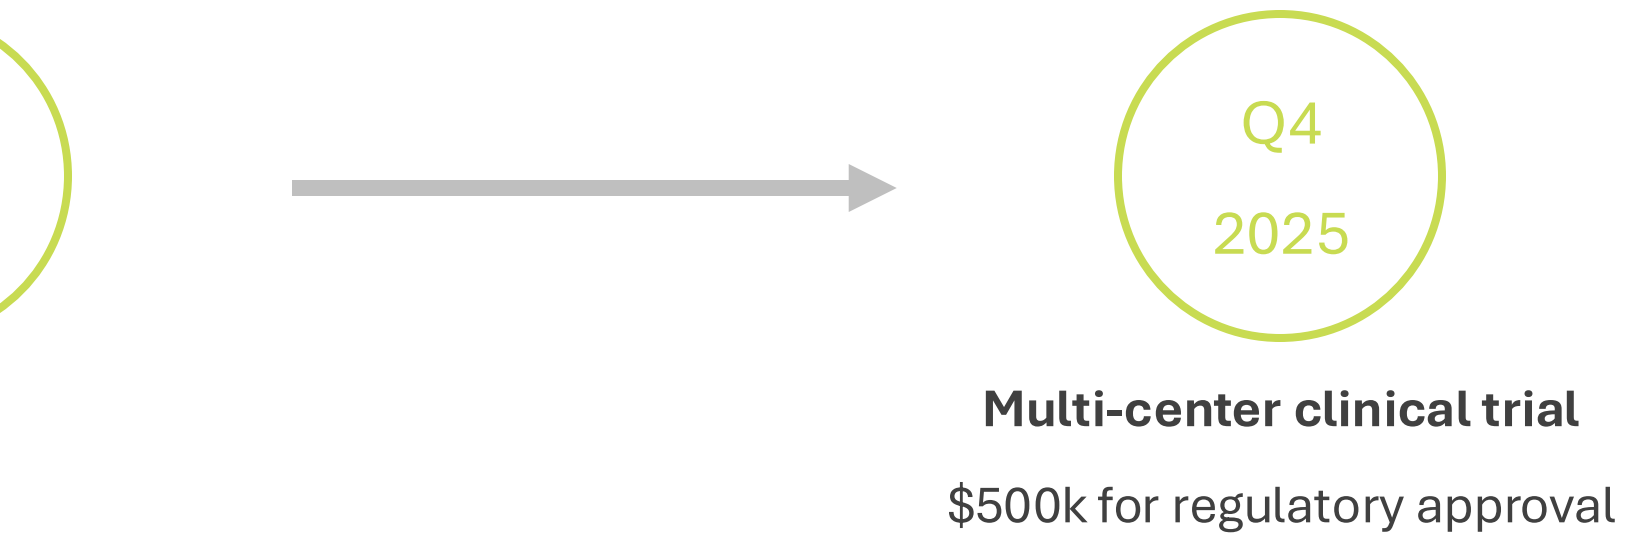 Q4
2025
Multi-center clinical trial
$500k for regulatory approval